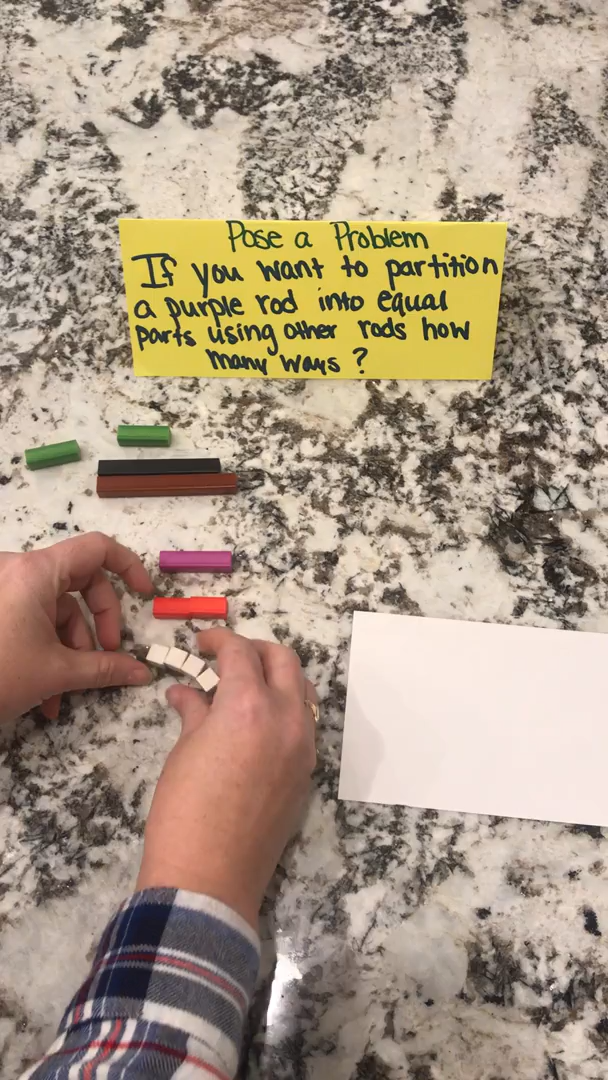 Pose a Problem
If you want to partition
a purple rod into equal
parts using other rods how
many ways ?